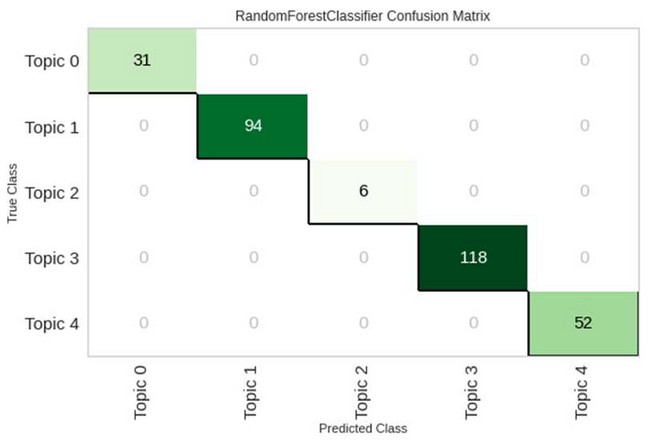 RandomForestClassifier Confusion Matrix
Topic 0 31 0 0 0 0
Topic 1 0 94 0 0 0
Topic 2 0 0 6 0 0
Topic 3 0 0 0 118 0
Topic 4 0 0 0 0 52
True Class
Topic 0 Topic 1 Topic 2 Topic 3 Topic 4
Predicted Class